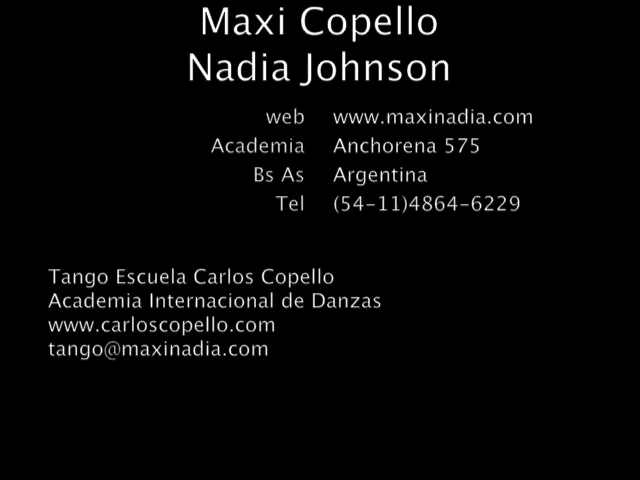 Maxi Copello
Nadia Johnson
web www.maxinadia.com
Academia Anchorena 575
Bs As Argentina
Tel (54-11)4864-6229
Tango Escuela Carlos Copello
Academia Internacional de Danzas
www.carloscopello.com
tango@maxinadia.com